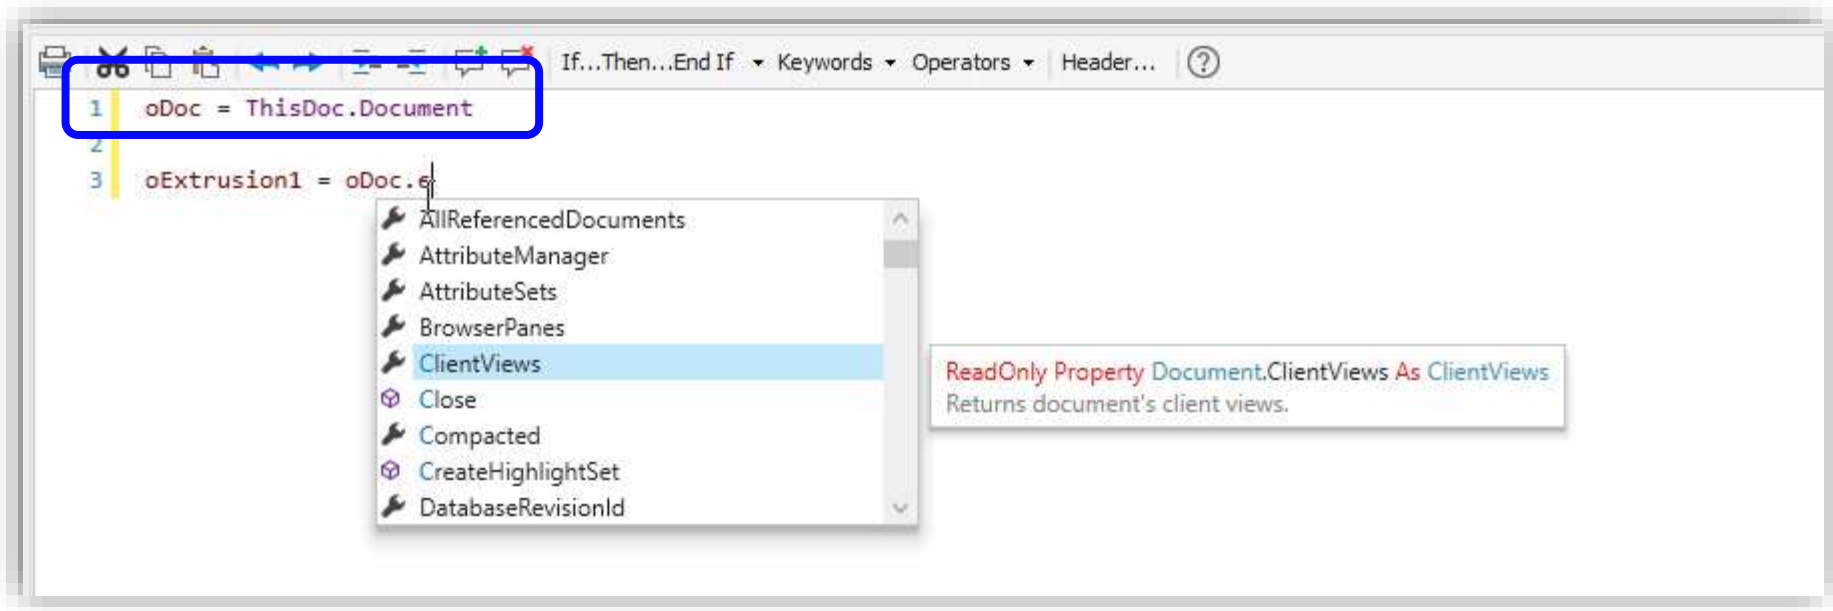 If...Then...End If Keywords Operators Header... ?
1 oDoc = ThisDoc.Document
2
3 oExtrusion1 = oDoc.e
AllReferencedDocuments
AttributeManager
AttributeSets
BrowserPanes
ClientViews
Close
Compacted
CreateHighlightSet
DatabaseRevisionId
ReadOnly Property Document.ClientViews As ClientViews
Returns document's client views.